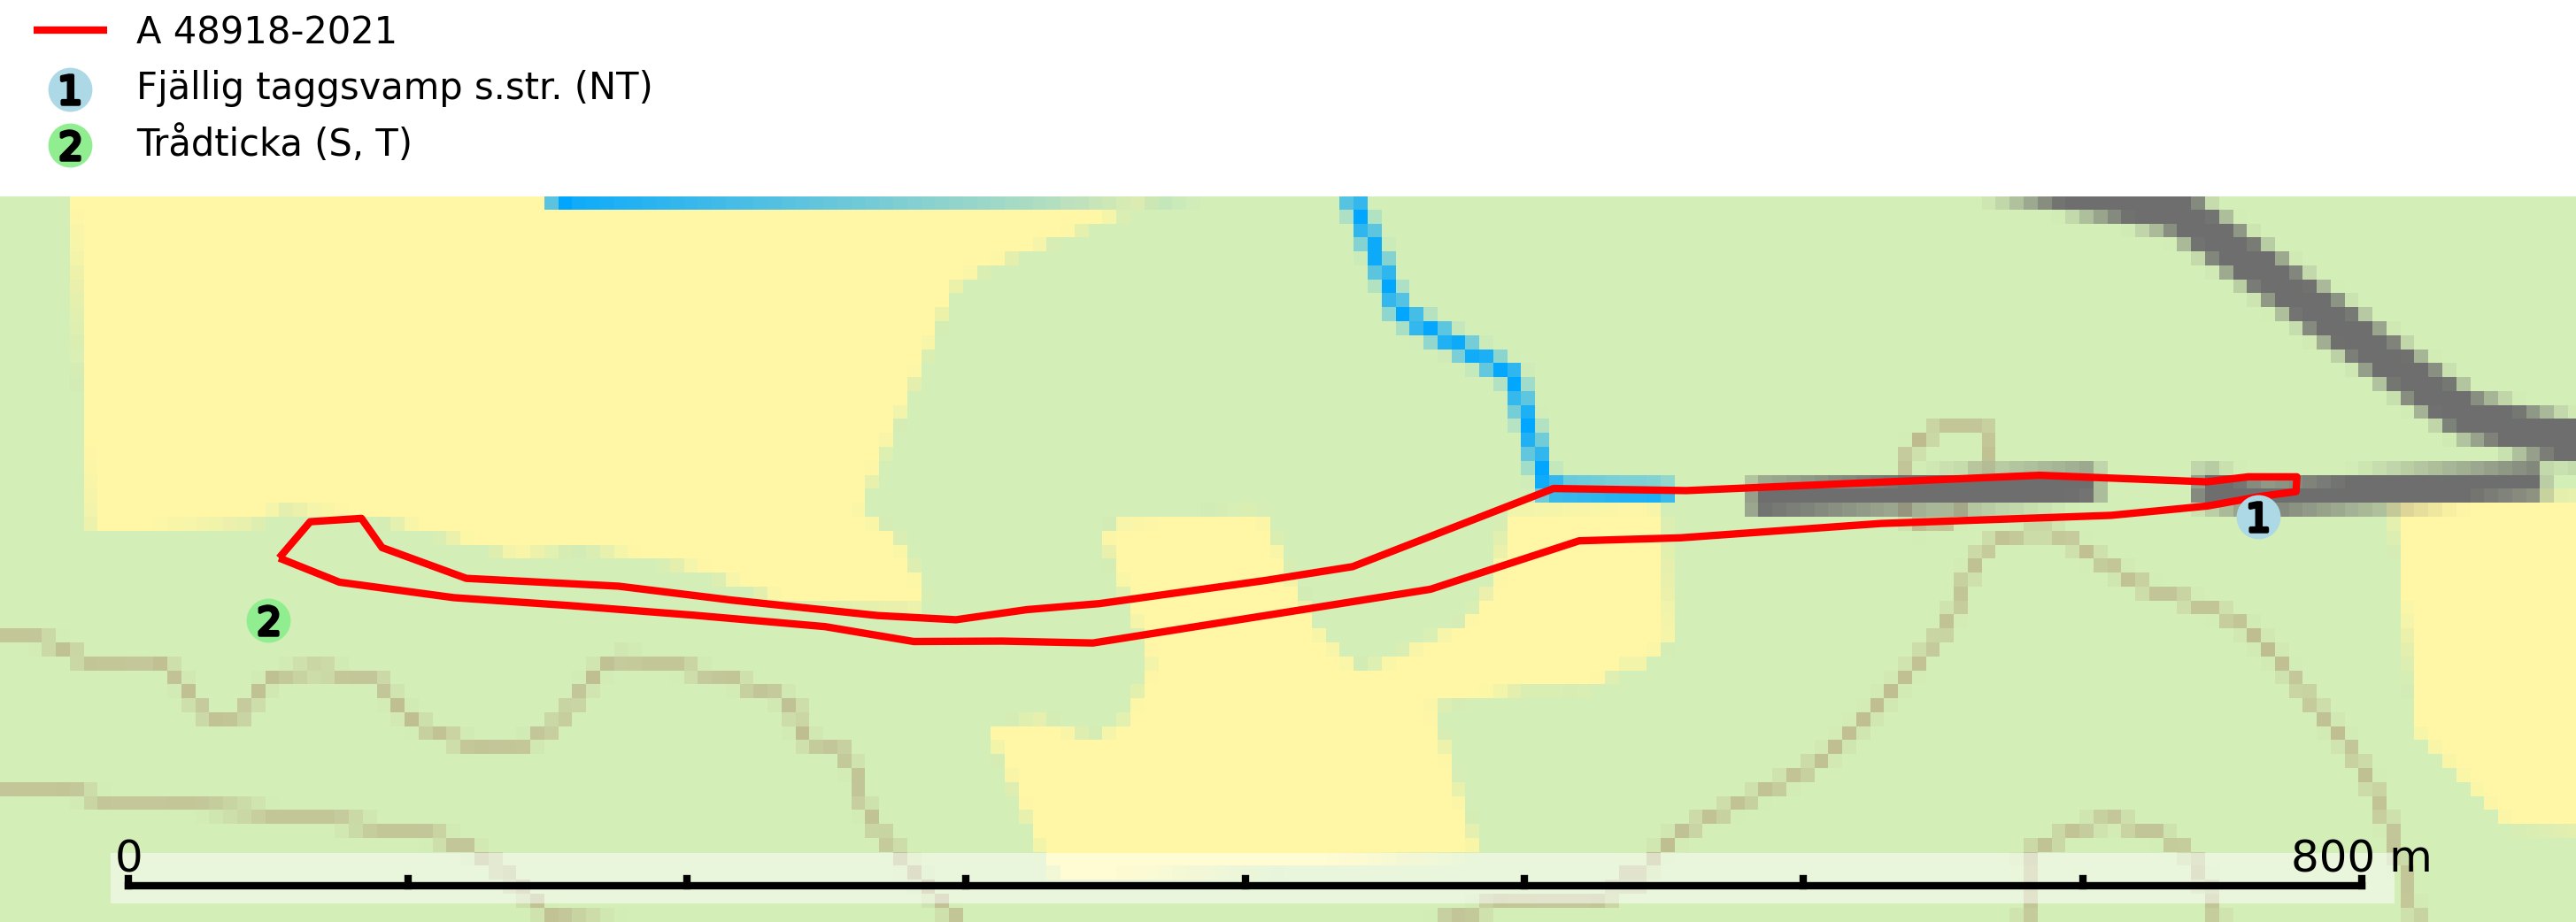 A 48918-2021
1 Fjällig taggsvamp s.str. (NT)
2 Trådticka (S, T)
1
2
0 800 m